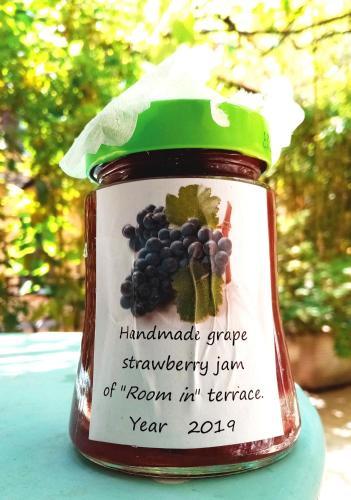 Handmade grape
strawberry jam
of "Room in" terrace.
Year 2019